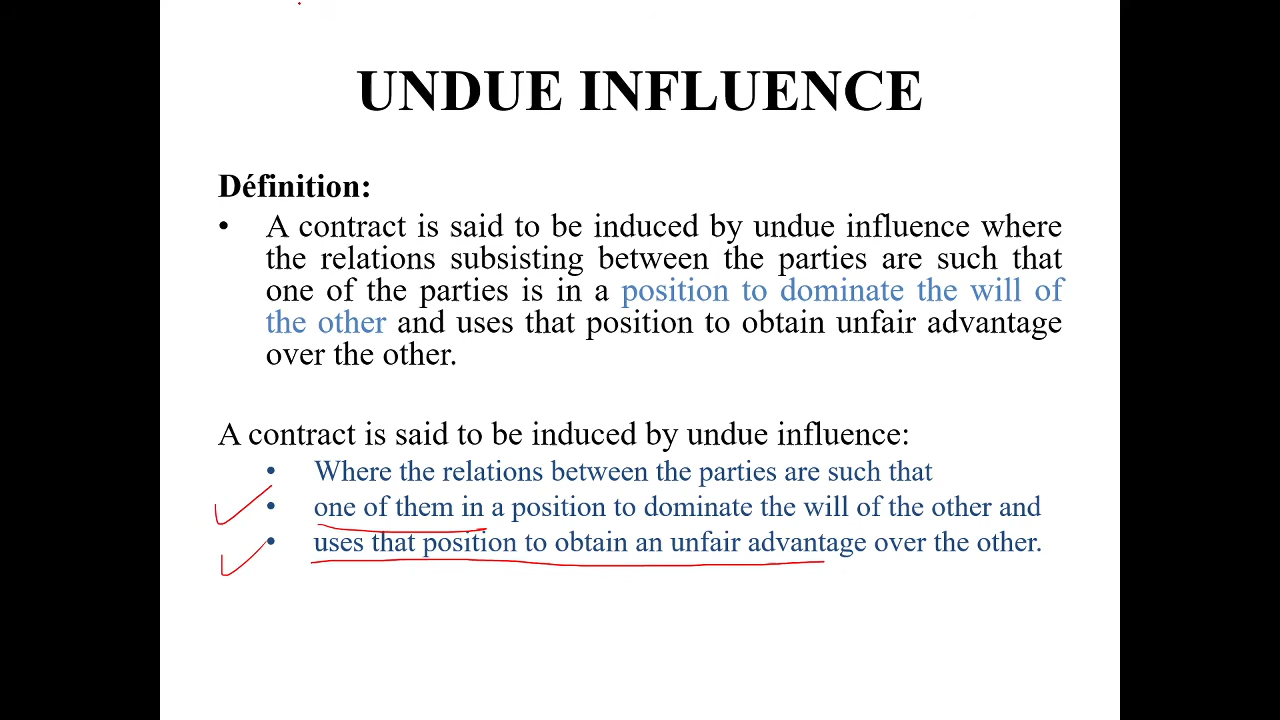 UNDUE INFLUENCE
Définition:
• A contract is said to be induced by undue influence where
the relations subsisting between the parties are such that
one of the parties is in a position to dominate the will of
the other and uses that position to obtain unfair advantage
over the other.
A contract is said to be induced by undue influence:
• Where the relations between the parties are such that
• one of them in a position to dominate the will of the other and
• uses that position to obtain an unfair advantage over the other.